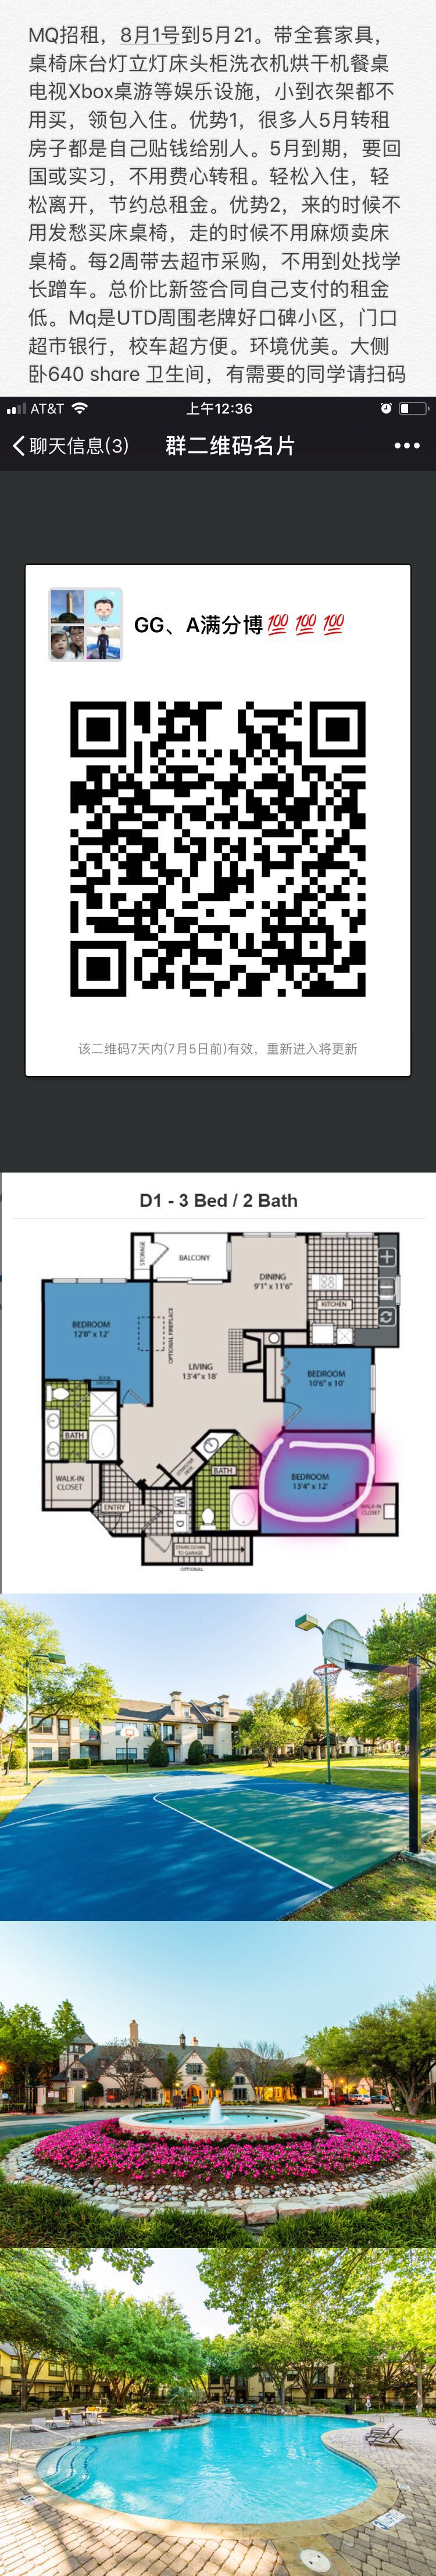 MQ招租，8月1号到5月21。带全套家具，
桌椅床台灯立灯床头柜洗衣机烘干机餐桌
电视Xbox桌游等娱乐设施，小到衣架都不
用买，领包入住。优势1，很多人5月转租
房子都是自己贴钱给别人。5月到期，要回
国或实习，不用费心转租。轻松入住，轻
松离开，节约总租金。优势2，来的时候不
用发愁买床桌椅，走的时候不用麻烦卖床
桌椅。每2周带去超市采购，不用到处找学
长蹭车。总价比新签合同自己支付的租金
低。Mq是UTD周围老牌好口碑小区，门口
超市银行，校车超方便。环境优美。大侧
卧640 share 卫生间，有需要的同学请扫码
AT&T 上午12:36
聊天信息(3) 群二维码名片
GG、A满分博💯 💯 💯
该二维码7天内(7月5日前)有效，重新进入将更新
D1 - 3 Bed / 2 Bath
STORAGE
BALCONY
DINING
9'1" x 11'6"
KITCHEN
BEDROOM
12'8" x 12'
OPTIONAL FIREPLACE
LIVING
13'4" x 18'
BEDROOM
10'6" x 10'
BATH
WALK-IN
CLOSET
ENTRY
BATH
BEDROOM
13'4" x 12'
WALK-IN
CLOSET
W D
STAIRS DOWN
TO GARAGE
OPTIONAL